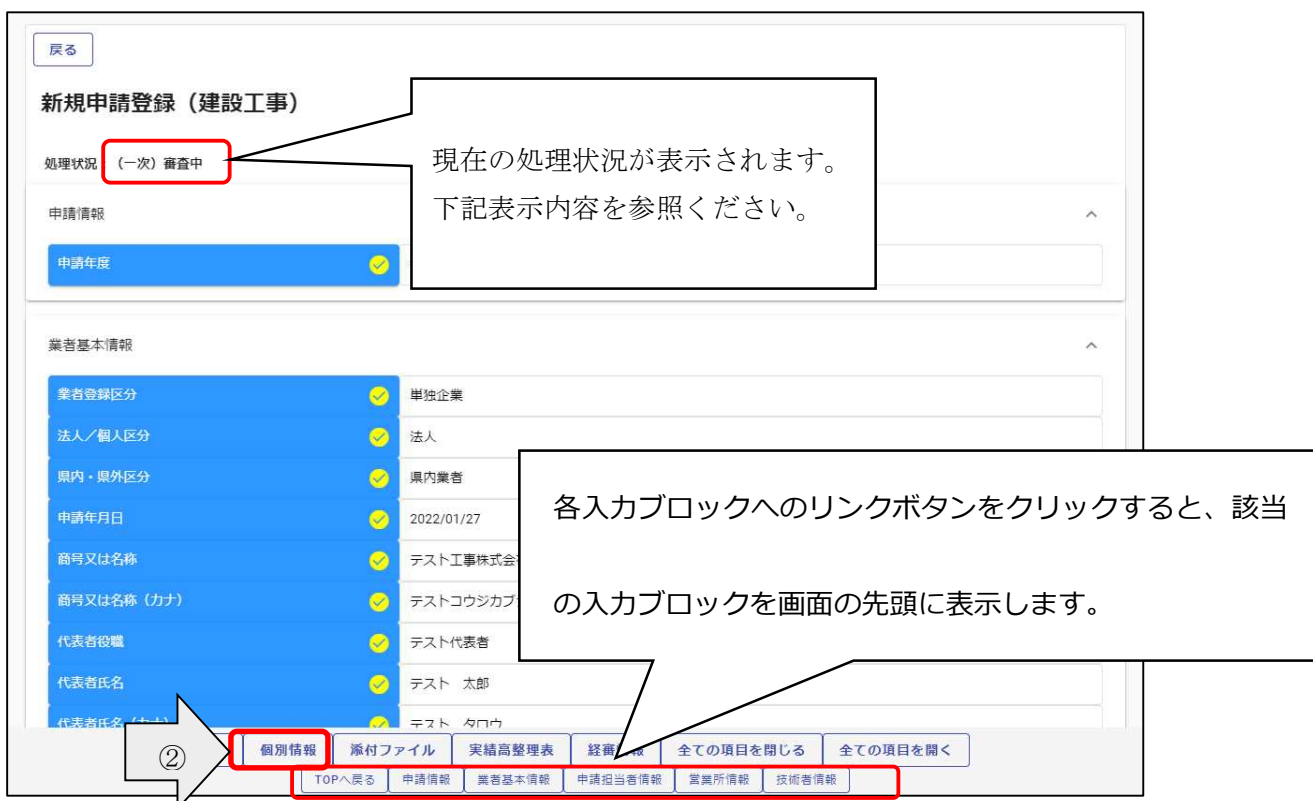 戻る
新規申請登録（建設工事）
処理状況：（一次）審査中
現在の処理状況が表示されます。
下記表示内容を参照ください。
申請情報
申請年度
業者基本情報
業者登録区分 単独企業
法人／個人区分 法人
県内・県外区分 県内業者
申請年月日 2022/01/27
商号又は名称 テスト工事株式会
商号又は名称（カナ） テストコウジカブ
代表者役職 テスト代表者
代表者氏名 テスト　太郎
代表者氏名 テスト　タロウ
各入力ブロックへのリンクボタンをクリックすると、該当
の入力ブロックを画面の先頭に表示します。
②
個別情報 添付ファイル 実績高整理表 経審 全ての項目を閉じる 全ての項目を開く
TOPへ戻る 申請情報 業者基本情報 申請担当者情報 営業所情報 技術者情報